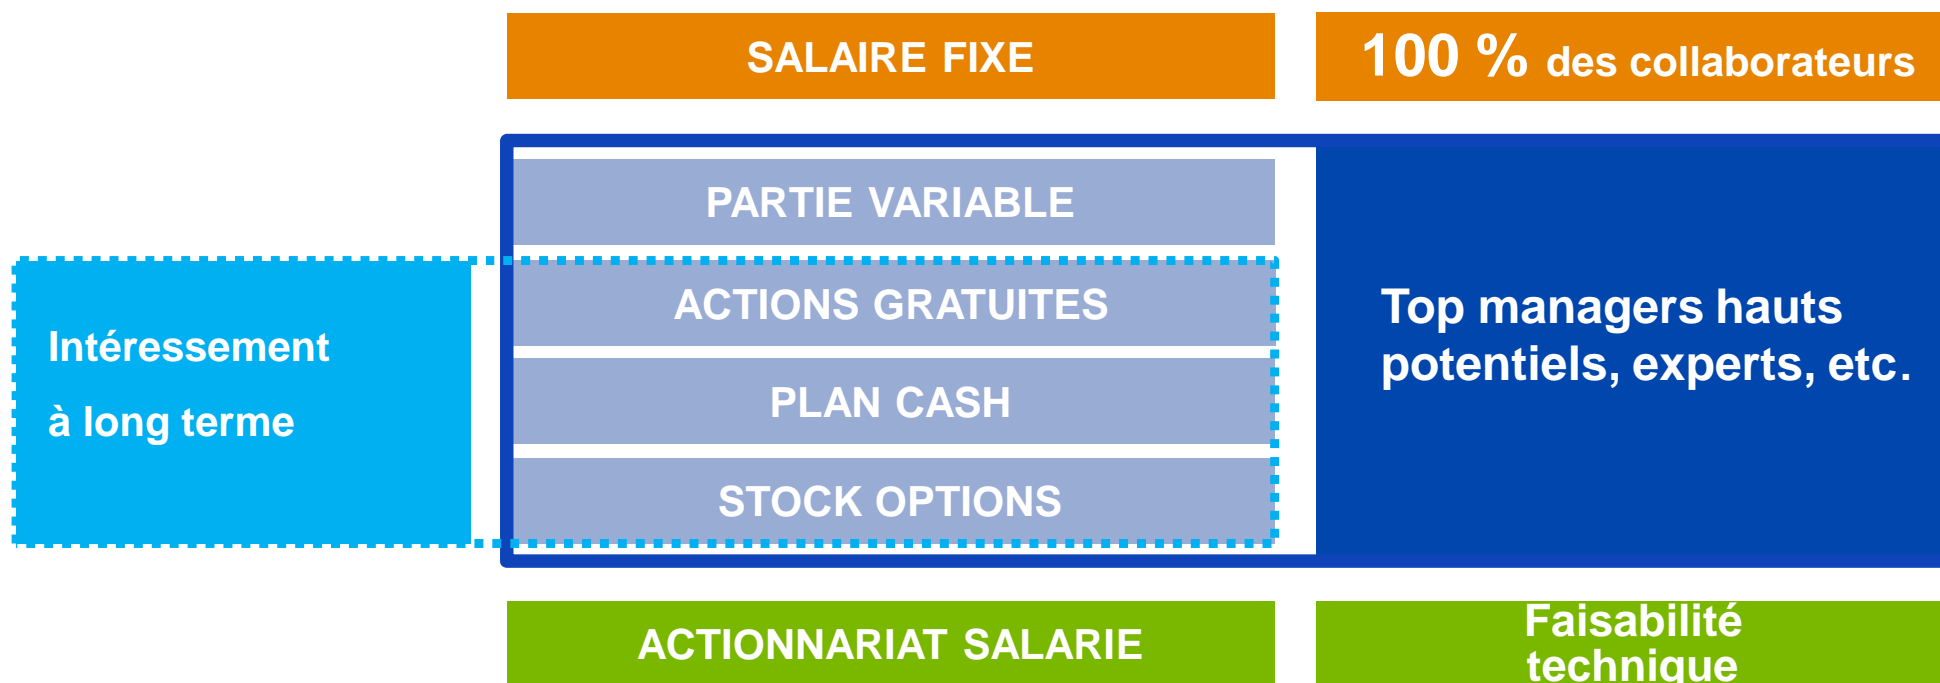 SALAIRE FIXE
100 % des collaborateurs
PARTIE VARIABLE
ACTIONS GRATUITES
PLAN CASH
STOCK OPTIONS
Intéressement
à long terme
Top managers hauts
potentiels, experts, etc.
ACTIONNARIAT SALARIE
Faisabilité
technique